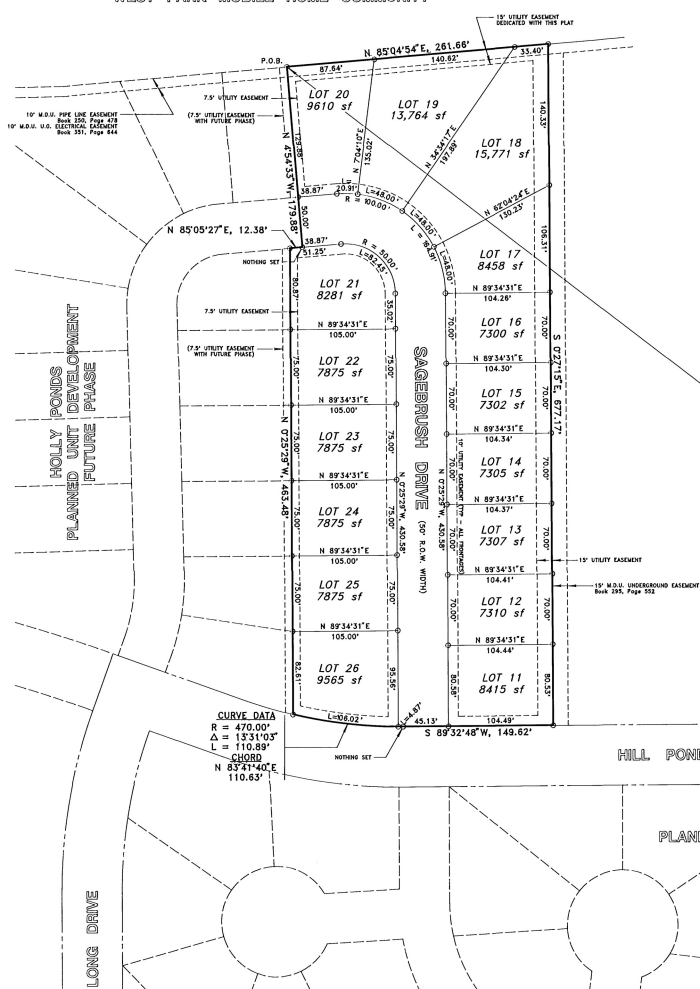 WEST PARK MOBILE HOME COMMUNITY
15' UTILITY EASEMENT
DEDICATED WITH THIS PLAT
N 85°04'54"E, 261.66'
33.40'
P.O.B.
87.64'
140.62'
7.5' UTILITY EASEMENT
LOT 20
9610 sf
LOT 19
13,764 sf
10' M.D.U. PIPE LINE EASEMENT
Book 250, Page 478
10' M.D.U. U.G. ELECTRICAL EASEMENT
Book 351, Page 644
(7.5' UTILITY EASEMENT
WITH FUTURE PHASE)
N 4°54'33"W, 179.88'
129.88'
50.00'
N 7°04'10"E
135.02'
N 34°34'17"E
197.89'
LOT 18
15,771 sf
140.33'
38.87'
L=
20.91'
L=48.00'
R = 100.00'
L=48.00'
L = 164.91'
L=48.00'
N 62°04'24"E
130.23'
106.31'
N 85°05'27"E, 12.38'
NOTHING SET
38.87'
51.25'
R = 50.00'
L=82.45'
LOT 17
8458 sf
LOT 21
8281 sf
80.87'
35.02'
N 89°34'31"E
104.26'
7.5' UTILITY EASEMENT
N 89°34'31"E
105.00'
LOT 16
7300 sf
70.00'
70.00'
(7.5' UTILITY EASEMENT
WITH FUTURE PHASE)
LOT 22
7875 sf
75.00'
75.00'
N 89°34'31"E
104.30'
S 0°27'15"E, 677.17'
HOLLY PONDS
PLANNED UNIT DEVELOPMENT
FUTURE PHASE
SAGEBRUSH DRIVE
(50' R.O.W. WIDTH)
N 89°34'31"E
105.00'
LOT 15
7302 sf
70.00'
70.00'
N 0°25'29"W, 463.48'
LOT 23
7875 sf
75.00'
75.00'
N 89°34'31"E
104.34'
N 89°34'31"E
105.00'
LOT 14
7305 sf
70.00'
70.00'
N 0°25'29"W, 430.58'
N 0°25'29"W, 430.58'
10' UTILITY EASEMENT (TYP - ALL FRONTAGES)
LOT 24
7875 sf
75.00'
75.00'
N 89°34'31"E
104.37'
LOT 13
7307 sf
70.00'
70.00'
N 89°34'31"E
105.00'
15' UTILITY EASEMENT
N 89°34'31"E
104.41'
15' M.D.U. UNDERGROUND EASEMENT
Book 293, Page 552
LOT 25
7875 sf
75.00'
75.00'
LOT 12
7310 sf
70.00'
70.00'
N 89°34'31"E
105.00'
N 89°34'31"E
104.44'
LOT 26
9565 sf
82.61'
95.56'
LOT 11
8415 sf
80.58'
80.53'
L=106.02'
L=4.87'
45.13'
104.49'
S 89°32'48"W, 149.62'
CURVE DATA
R = 470.00'
Δ = 13°31'03"
L = 110.89'
CHORD
N 83°41'40"E
110.63'
NOTHING SET
HILL POND
PLANN
LONG DRIVE